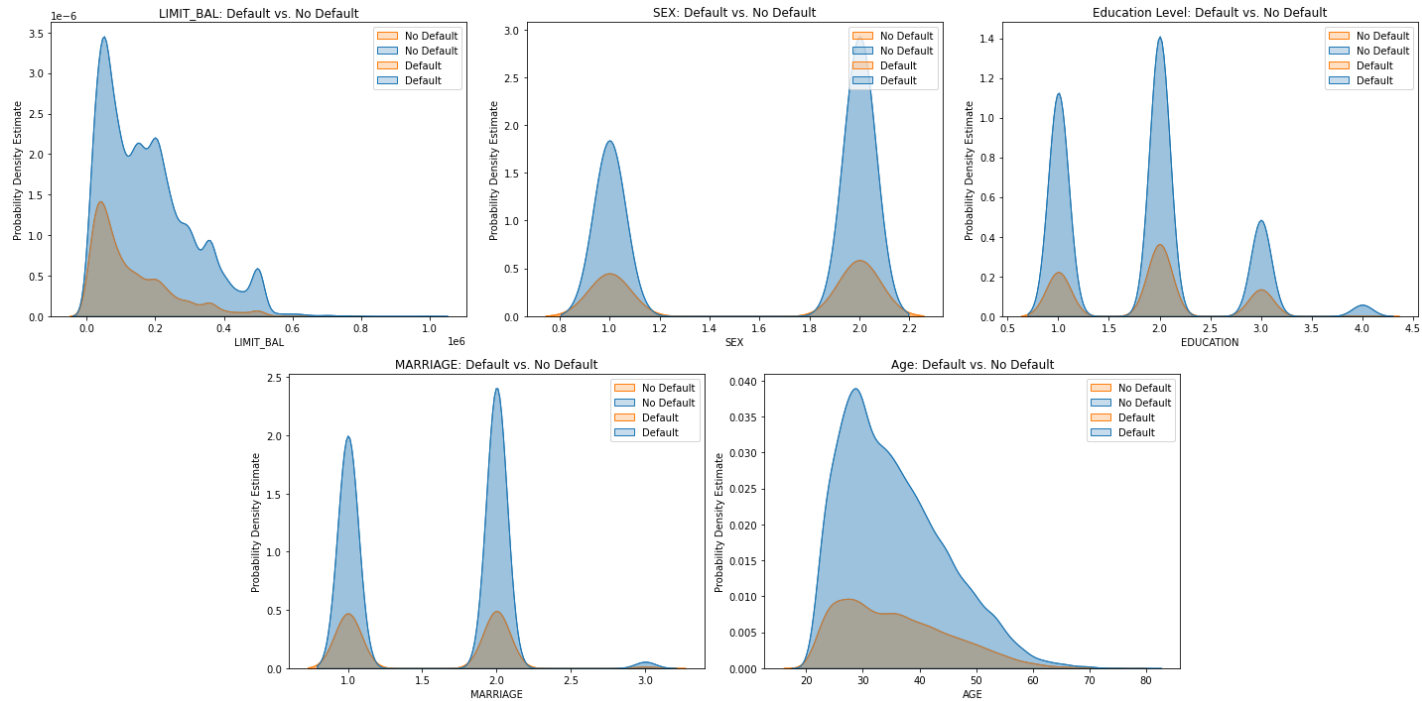 LIMIT_BAL: Default vs. No Default
Probability Density Estimate
3.5
3.0
2.5
2.0
1.5
1.0
0.5
0.0
1e−6
No Default
No Default
Default
Default
0.0 0.2 0.4 0.6 0.8 1.0
1e6
LIMIT_BAL
SEX: Default vs. No Default
Probability Density Estimate
3.0
2.5
2.0
1.5
1.0
0.5
0.0
No Default
No Default
Default
Default
0.8 1.0 1.2 1.4 1.6 1.8 2.0 2.2
SEX
Education Level: Default vs. No Default
Probability Density Estimate
1.4
1.2
1.0
0.8
0.6
0.4
0.2
0.0
No Default
No Default
Default
Default
0.5 1.0 1.5 2.0 2.5 3.0 3.5 4.0 4.5
EDUCATION
MARRIAGE: Default vs. No Default
Probability Density Estimate
2.5
2.0
1.5
1.0
0.5
0.0
No Default
No Default
Default
Default
1.0 1.5 2.0 2.5 3.0
MARRIAGE
Age: Default vs. No Default
Probability Density Estimate
0.040
0.035
0.030
0.025
0.020
0.015
0.010
0.005
0.000
No Default
No Default
Default
Default
20 30 40 50 60 70 80
AGE